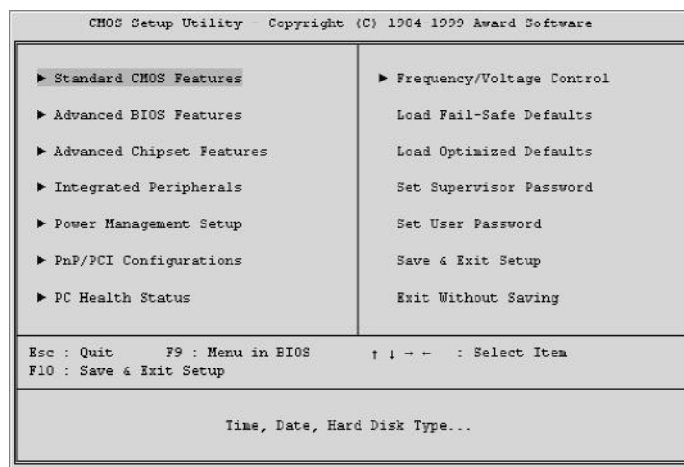 CMOS Setup Utility - Copyright (C) 1984-1999 Award Software
▶ Standard CMOS Features
▶ Advanced BIOS Features
▶ Advanced Chipset Features
▶ Integrated Peripherals
▶ Power Management Setup
▶ PnP/PCI Configurations
▶ PC Health Status
▶ Frequency/Voltage Control
Load Fail-Safe Defaults
Load Optimized Defaults
Set Supervisor Password
Set User Password
Save & Exit Setup
Exit Without Saving
Esc : Quit F9 : Menu in BIOS ↑ ↓ → ← : Select Item
F10 : Save & Exit Setup
Time, Date, Hard Disk Type...